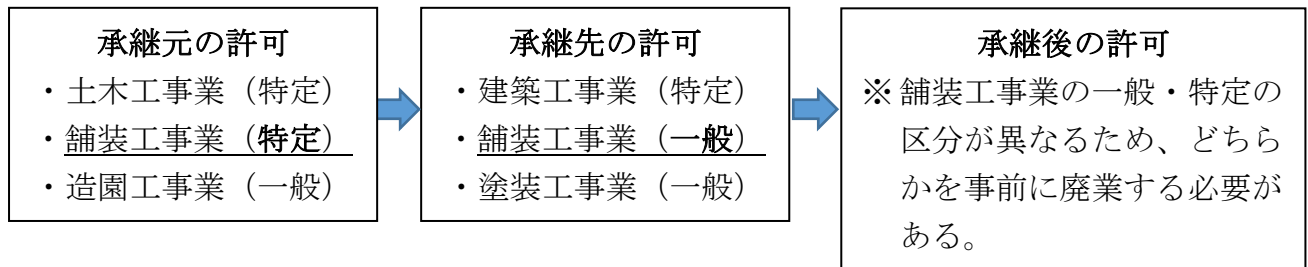 承継元の許可
・土木工事業（特定）
・舗装工事業（特定）
・造園工事業（一般）
承継先の許可
・建築工事業（特定）
・舗装工事業（一般）
・塗装工事業（一般）
承継後の許可
※舗装工事業の一般・特定の
区分が異なるため、どちら
かを事前に廃業する必要が
ある。